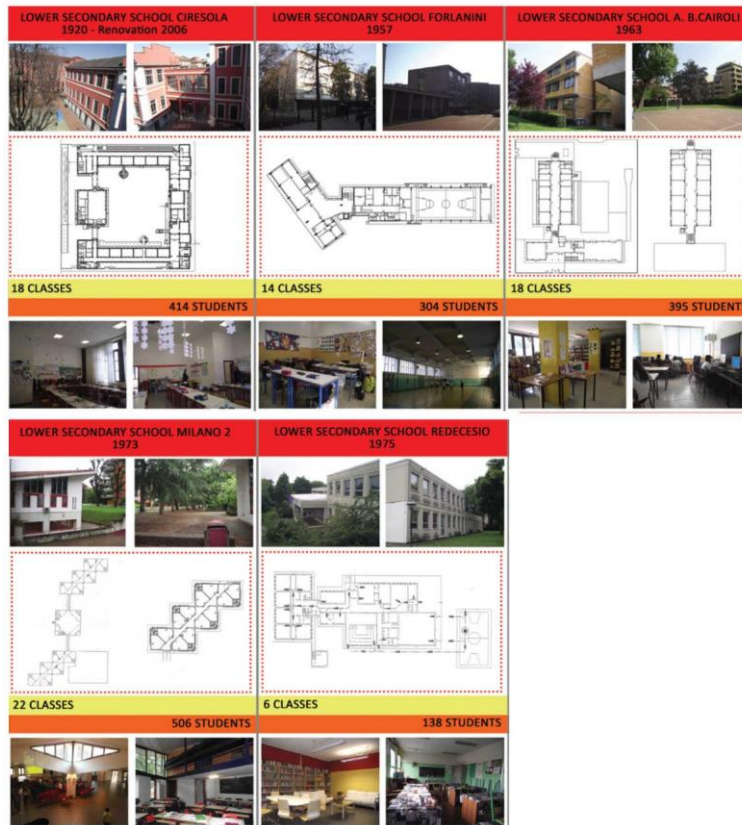 LOWER SECONDARY SCHOOL CIRESOLA
1920 - Renovation 2006
18 CLASSES
414 STUDENTS
LOWER SECONDARY SCHOOL FORLANINI
1957
14 CLASSES
304 STUDENTS
LOWER SECONDARY SCHOOL A. B.CAIROLI
1963
18 CLASSES
395 STUDENTS
LOWER SECONDARY SCHOOL MILANO 2
1973
22 CLASSES
506 STUDENTS
LOWER SECONDARY SCHOOL REDECESIO
1975
6 CLASSES
138 STUDENTS